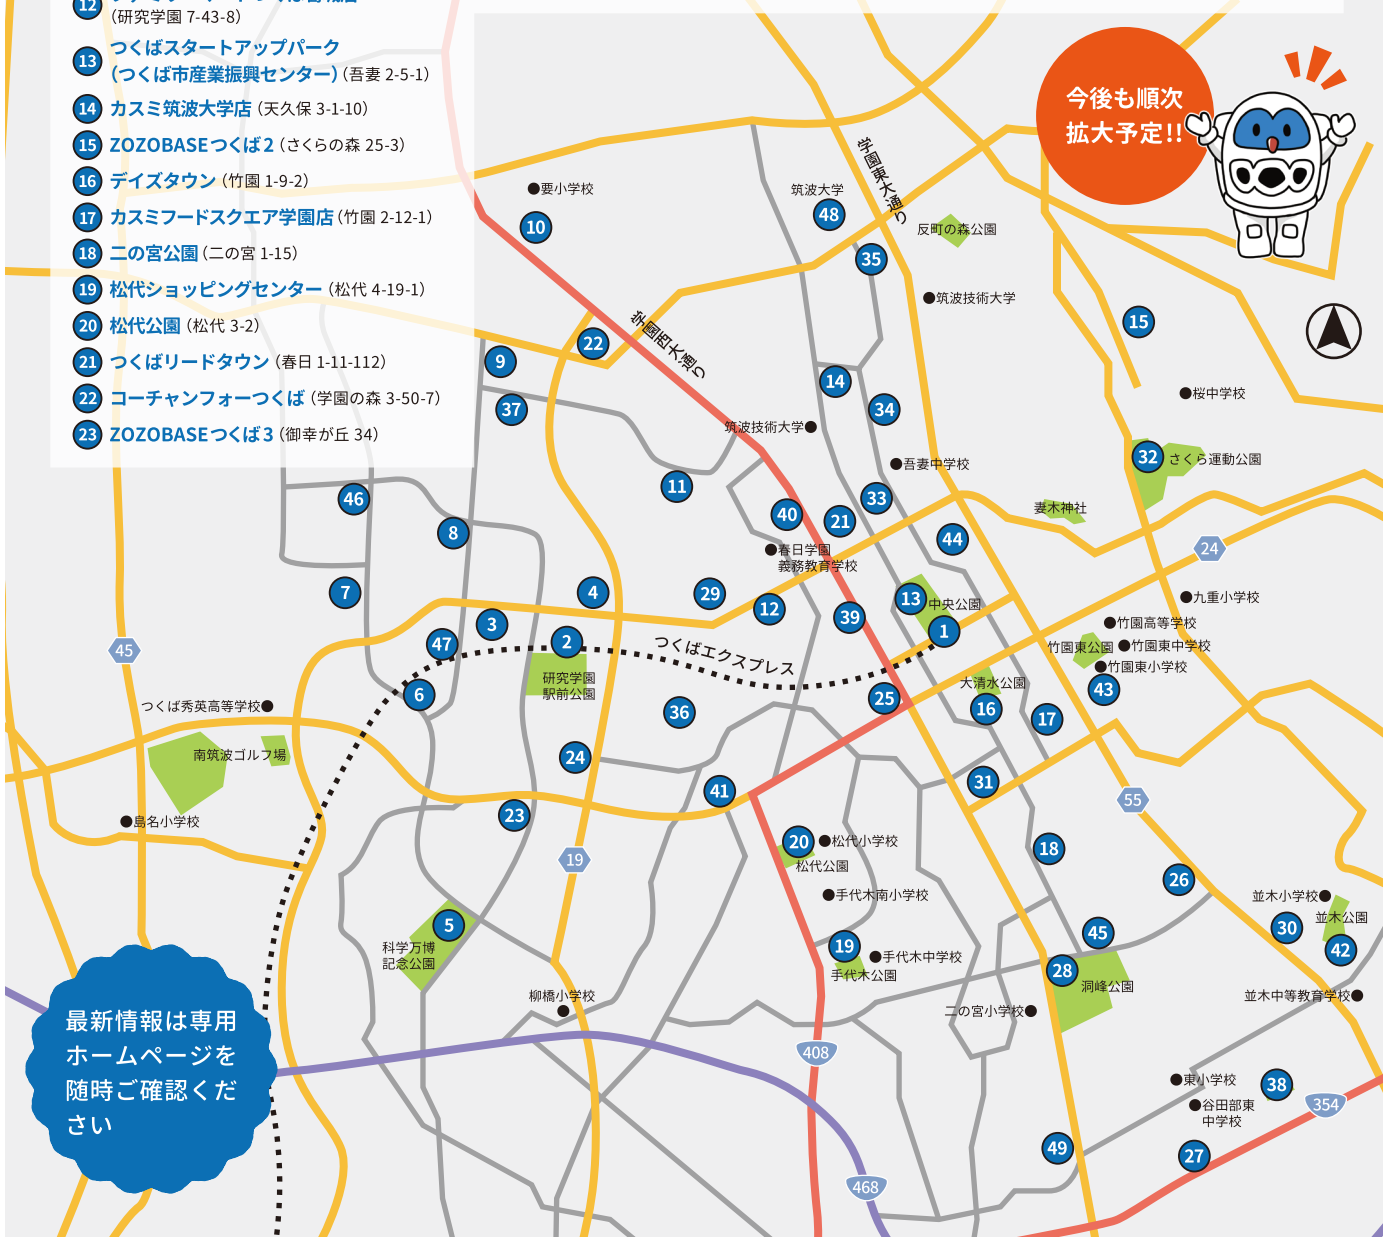 12
(研究学園 7-43-8)
13 つくばスタートアップパーク
(つくば市産業振興センター) (吾妻 2-5-1)
14 カスミ筑波大学店 (天久保 3-1-10)
15 ZOZOBASEつくば2 (さくらの森 25-3)
16 デイズタウン (竹園 1-9-2)
17 カスミフードスクエア学園店 (竹園 2-12-1)
18 二の宮公園 (二の宮 1-15)
19 松代ショッピングセンター (松代 4-19-1)
20 松代公園 (松代 3-2)
21 つくばリードタウン (春日 1-11-112)
22 コーチャンフォーつくば (学園の森 3-50-7)
23 ZOZOBASEつくば3 (御幸が丘 34)
今後も順次
拡大予定!!
学園東大通り
要小学校
10
筑波大学
48
反町の森公園
35
筑波技術大学
15
学園西大通り
22
9
14
37
34
桜中学校
筑波技術大学
32
さくら運動公園
吾妻中学校
11
46
33
妻木神社
40
21
8
44
24
春日学園
義務教育学校
7
4
29
12
13
中央公園
九重小学校
39
3
1
竹園高等学校
45
47
2
つくばエクスプレス
竹園東公園
竹園東中学校
竹園東小学校
研究学園
駅前公園
大清水公園
6
25
43
つくば秀英高等学校
36
16
17
南筑波ゴルフ場
24
31
41
55
23
島名小学校
20
松代小学校
松代公園
18
19
26
手代木南小学校
並木小学校
並木公園
5
30
45
科学万博
記念公園
19
手代木中学校
42
手代木公園
28
洞峰公園
柳橋小学校
並木中等教育学校
二の宮小学校
最新情報は専用
ホームページを
随時ご確認くだ
さい
408
東小学校
38
谷田部東
中学校
354
49
27
468